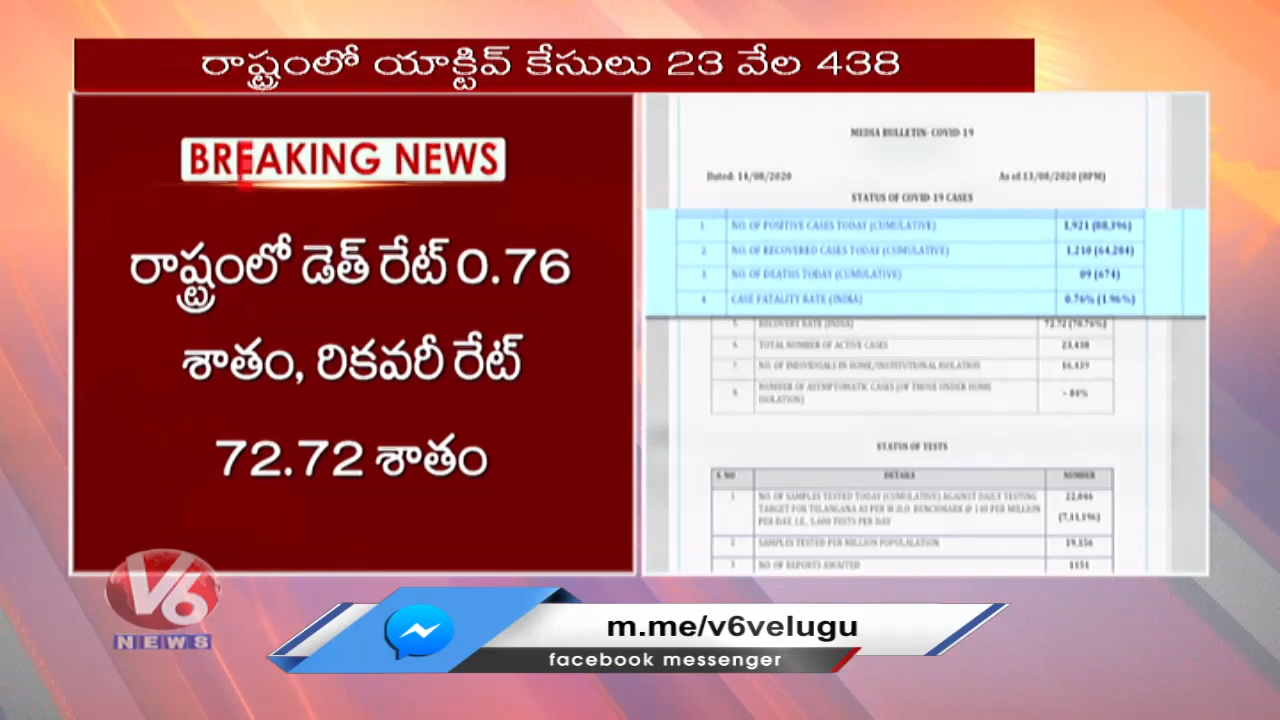 రాష్ట్రంలో యాక్టివ్ కేసులు 23 వేల 438
BREAKING NEWS
రాష్ట్రంలో డెత్ రేట్ 0.76
శాతం, రికవరీ రేట్
72.72 శాతం
MEDIA BULLETIN- COVID-19
Dated: 14/08/2020 As of 13/08/2020 (8PM)
STATUS OF COVID-19 CASES
1. NO. OF POSITIVE CASES TODAY (CUMULATIVE) 1,921 (88,396)
2. NO. OF RECOVERED CASES TODAY (CUMULATIVE) 1,210 (64,284)
3. NO. OF DEATHS TODAY (CUMULATIVE) 09 (674)
4. CASE FATALITY RATE (INDIA) 0.76% (1.96%)
5. RECOVERY RATE (INDIA) 72.72 (70.76%)
6. TOTAL NUMBER OF ACTIVE CASES 23,438
7. NO. OF INDIVIDUALS IN HOME/INSTITUTIONAL ISOLATION 16,439
8. NUMBER OF ASYMPTOMATIC CASES (OF THOSE UNDER HOME
ISOLATION) ~ 84%
STATUS OF TESTS
S.NO DETAILS NUMBER
1 NO. OF SAMPLES TESTED TODAY (CUMULATIVE) AGAINST DAILY TESTING 22,046
TARGET FOR TELANGANA AS PER W.H.O. BENCHMARK @ 140 PER MILLION
PER DAY, I.E., 5,600 TESTS PER DAY (7,11,196)
2 SAMPLES TESTED PER MILLION POPULALATION 19,156
3 NO. OF REPORTS AWAITED 1151
V6
NEWS
m.me/v6velugu
facebook messenger